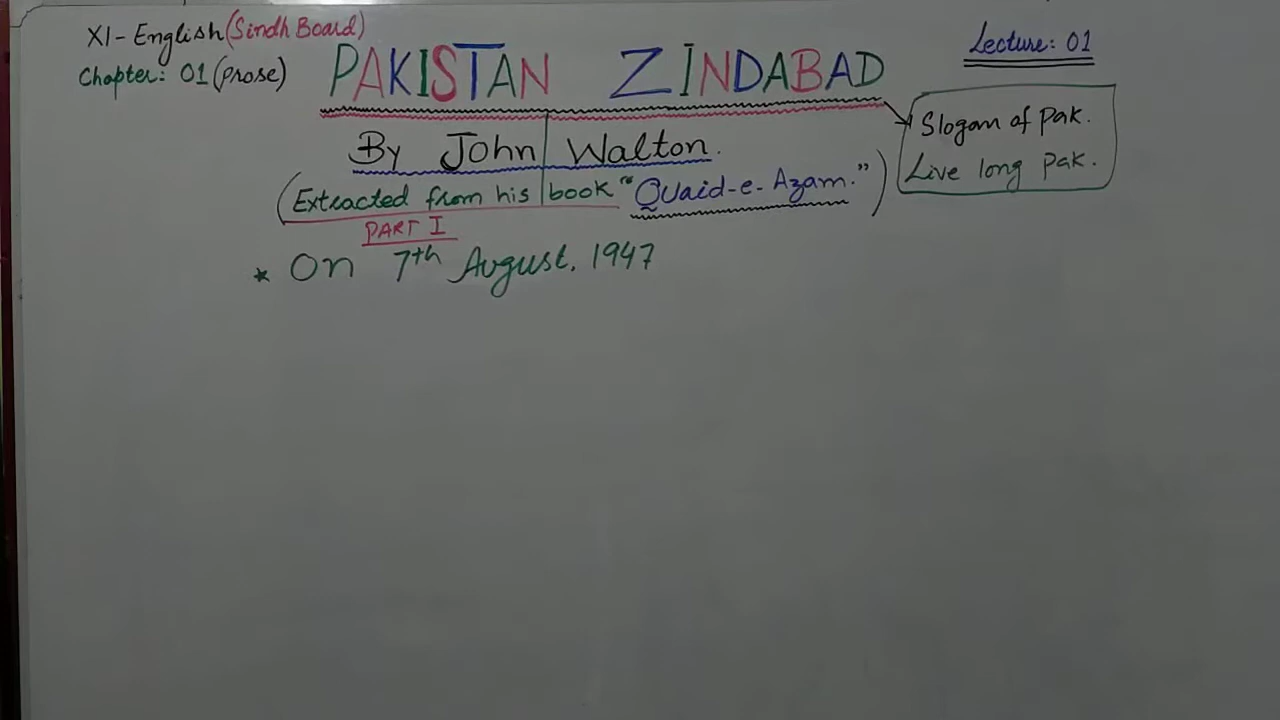 XI-English (Sindh Board)
Lecture: 01
Chapter: 01 (prose)
PAKISTAN ZINDABAD
Slogan of Pak.
Live long Pak.
By John Walton.
(Extracted from his book "Quaid-e-Azam.")
PART I
* On 7th August, 1947